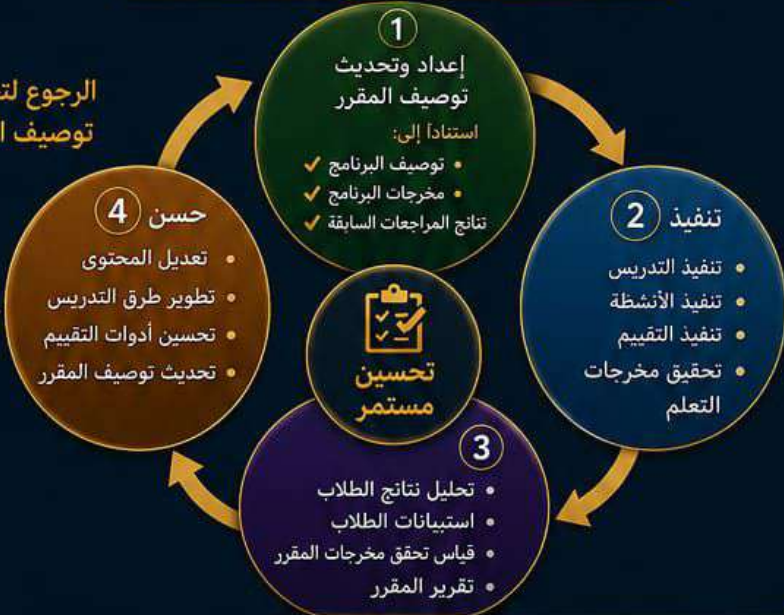 1
إعداد وتحديث
توصيف المقرر
استناداً إلى:
• توصيف البرنامج ✓
• مخرجات البرنامج ✓
نتائج المراجعات السابقة ✓
2 تنفيذ
• تنفيذ التدريس
• تنفيذ الأنشطة
• تنفيذ التقييم
• تحقيق مخرجات
التعلم
3
• تحليل نتائج الطلاب
• استبيانات الطلاب
• قياس تحقق مخرجات المقرر
• تقرير المقرر
4 حسن
• تعديل المحتوى
• تطوير طرق التدريس
• تحسين أدوات التقييم
• تحديث توصيف المقرر
الرجوع
توصيف
تحسين
مستمر